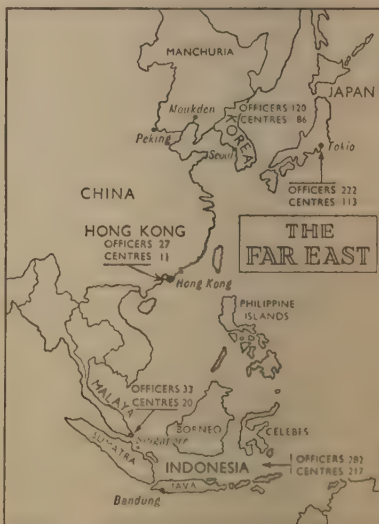 MANCHURIA
JAPAN
Moukden
OFFICERS 120
CENTRES 86
KOREA
Peking
Seoul
Tokio
OFFICERS 222
CENTRES 113
CHINA
THE
FAR EAST
HONG KONG
OFFICERS 27
CENTRES 11
Hong Kong
PHILIPPINE
ISLANDS
MALAYA
OFFICERS 33
CENTRES 20
Singapore
BORNEO
CELEBES
SUMATRA
INDONESIA
OFFICERS 282
CENTRES 217
JAVA
Bandung